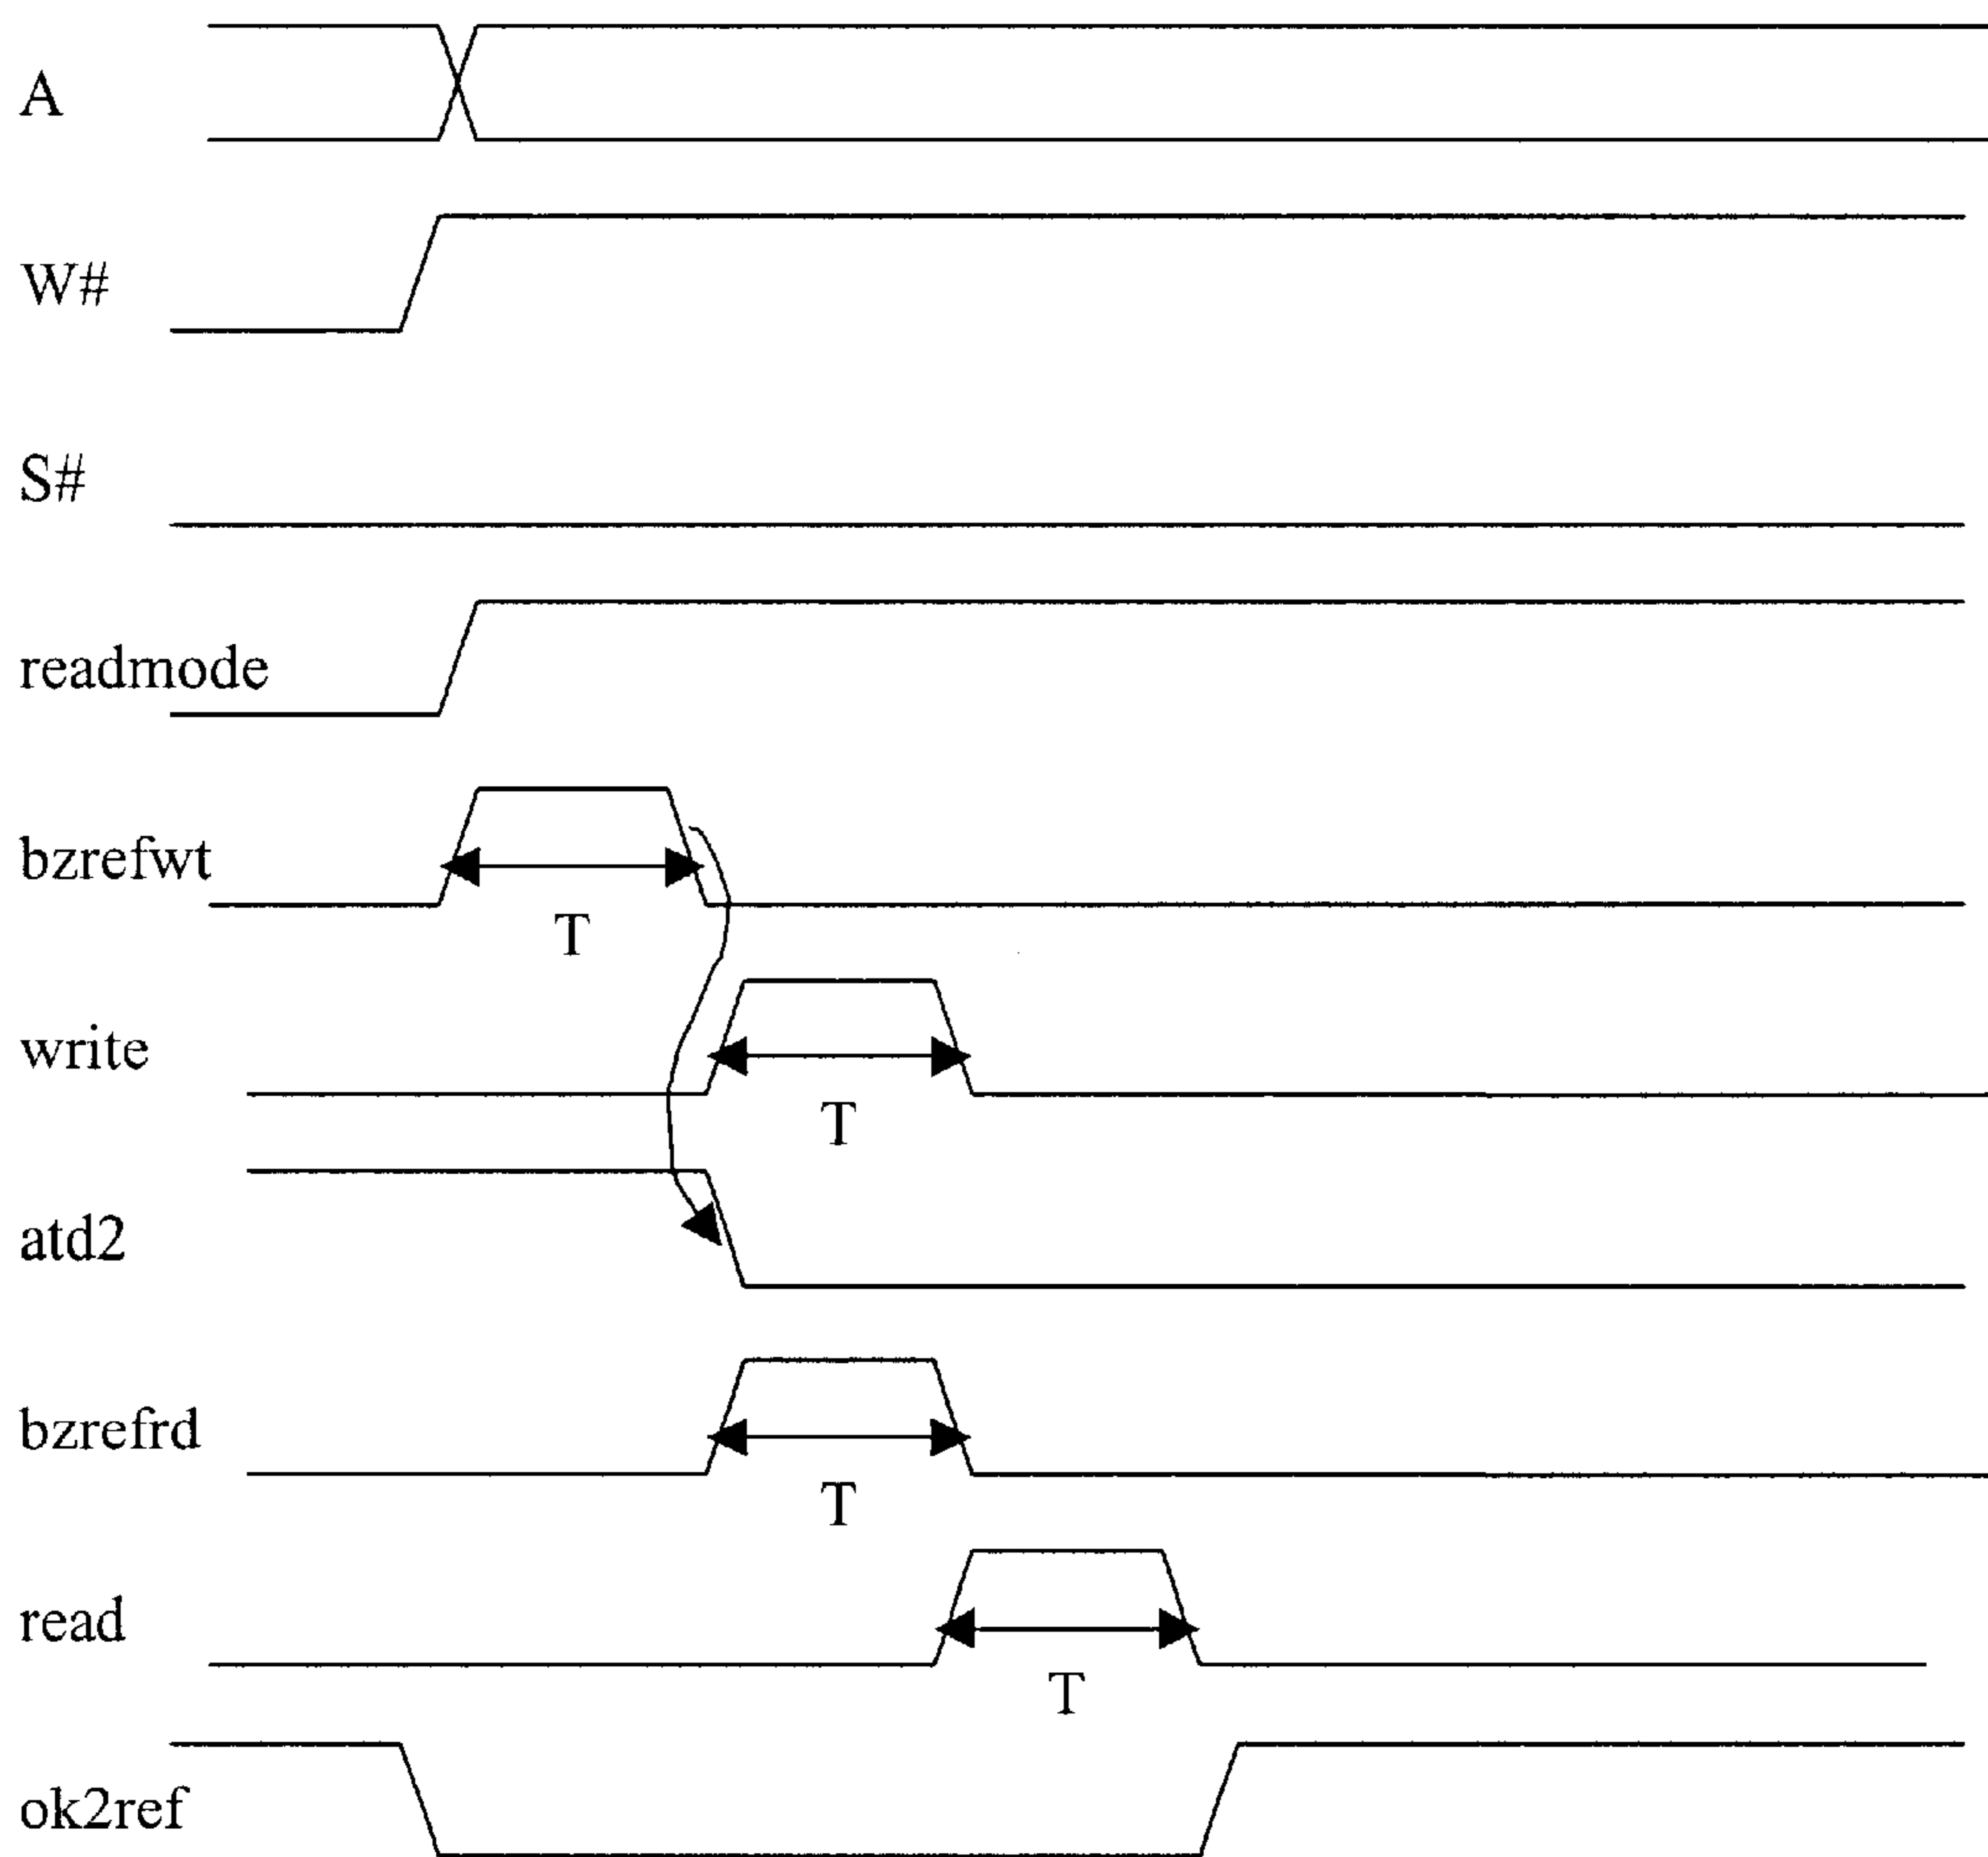 A
W#
S#
readmode
bzrefwt
T
write
T
atd2
bzrefrd
T
read
T
ok2ref